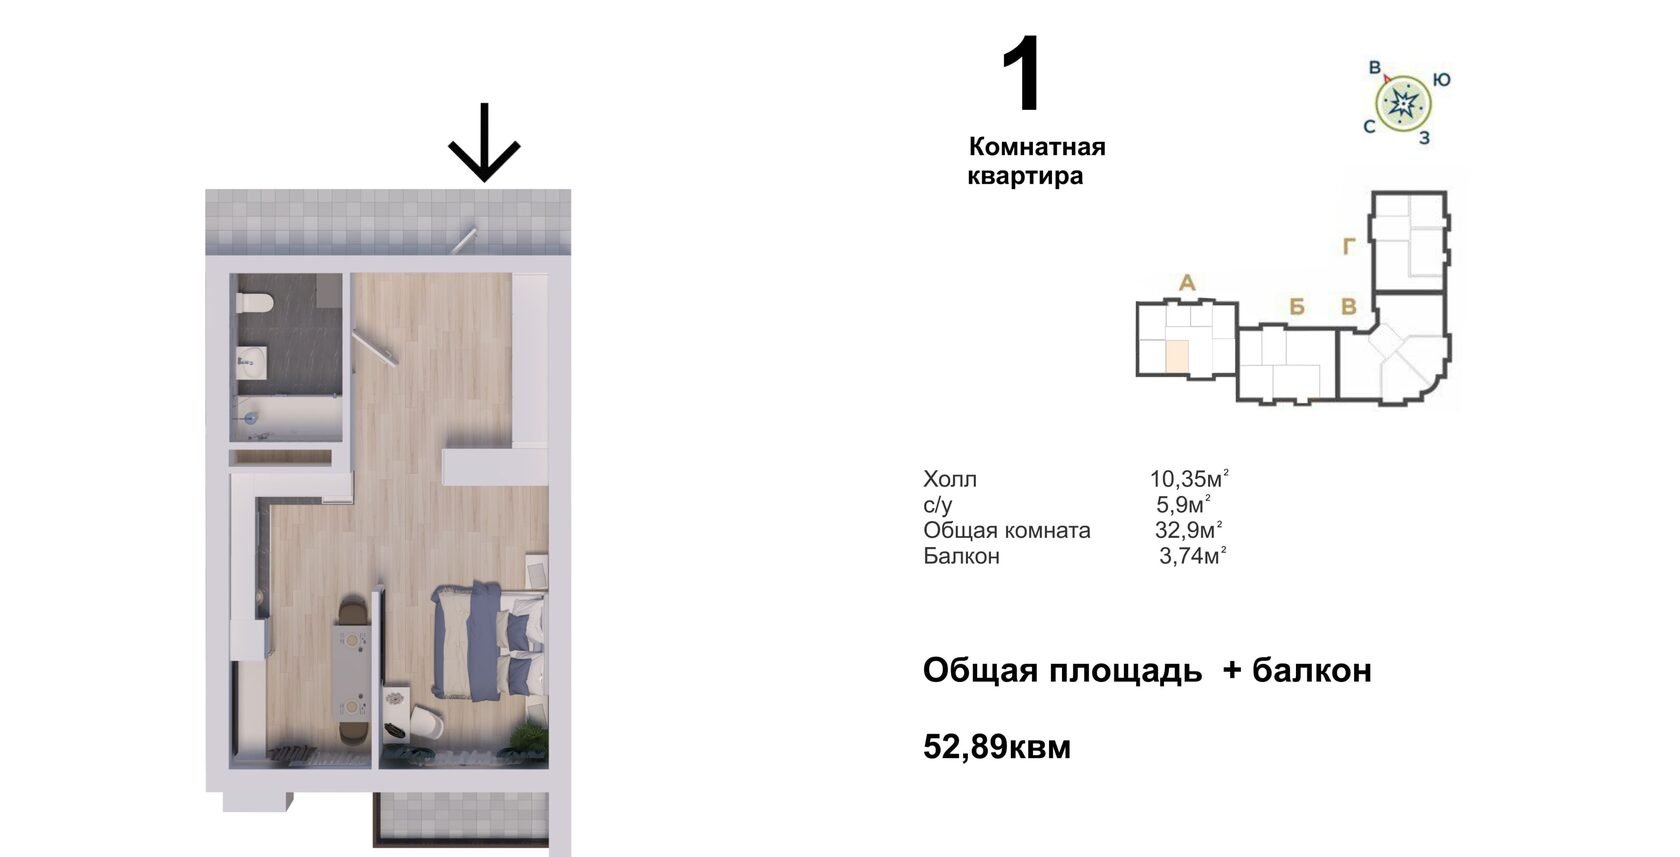 1
Комнатная
квартира
В
Ю
С
З
Г
А
Б
В
Холл 10,35м²
с/у 5,9м²
Общая комната 32,9м²
Балкон 3,74м²
Общая площадь + балкон
52,89квм